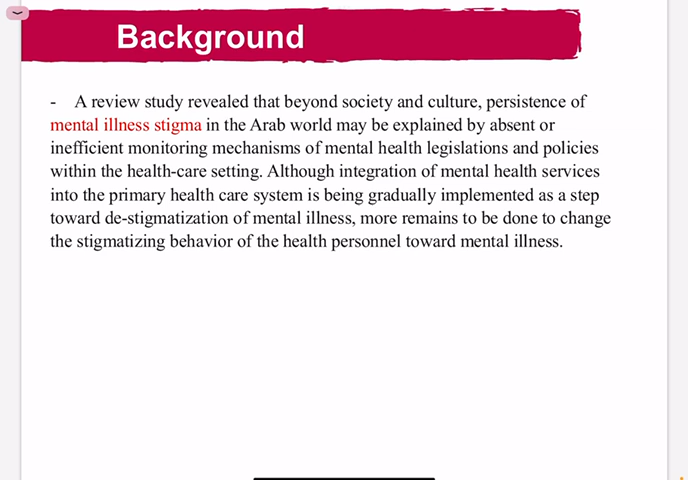 Background
- A review study revealed that beyond society and culture, persistence of
mental illness stigma in the Arab world may be explained by absent or
inefficient monitoring mechanisms of mental health legislations and policies
within the health-care setting. Although integration of mental health services
into the primary health care system is being gradually implemented as a step
toward de-stigmatization of mental illness, more remains to be done to change
the stigmatizing behavior of the health personnel toward mental illness.